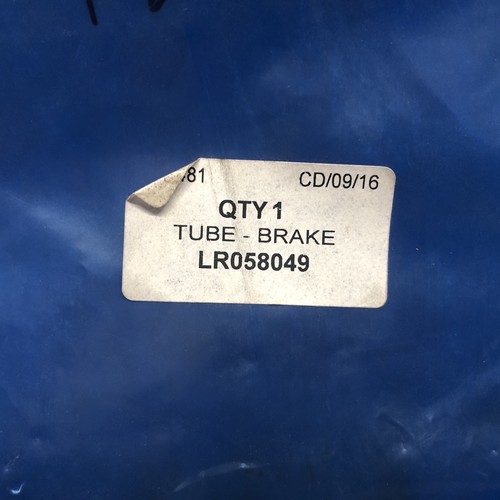 81 CD/09/16
QTY 1
TUBE - BRAKE
LR058049